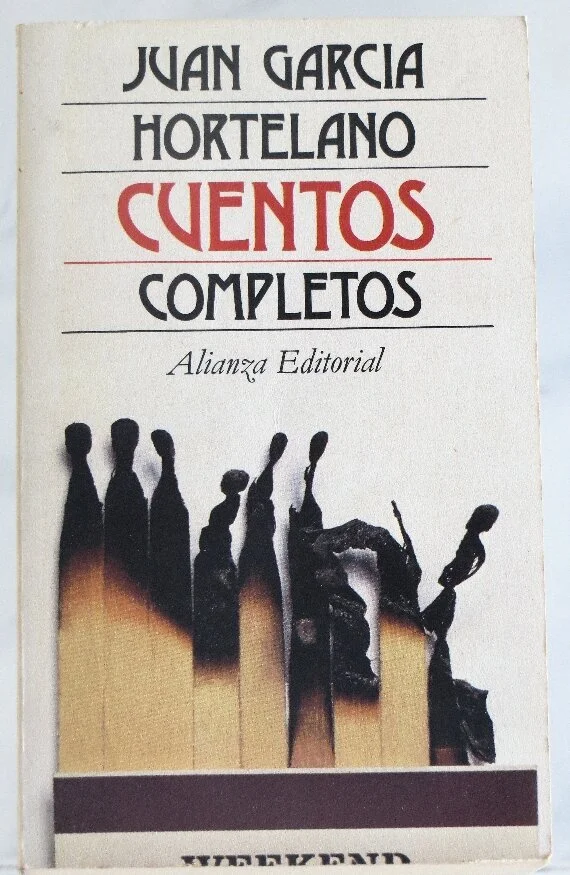 JUAN GARCIA
HORTELANO
CUENTOS
COMPLETOS
Alianza Editorial
WEEKEND